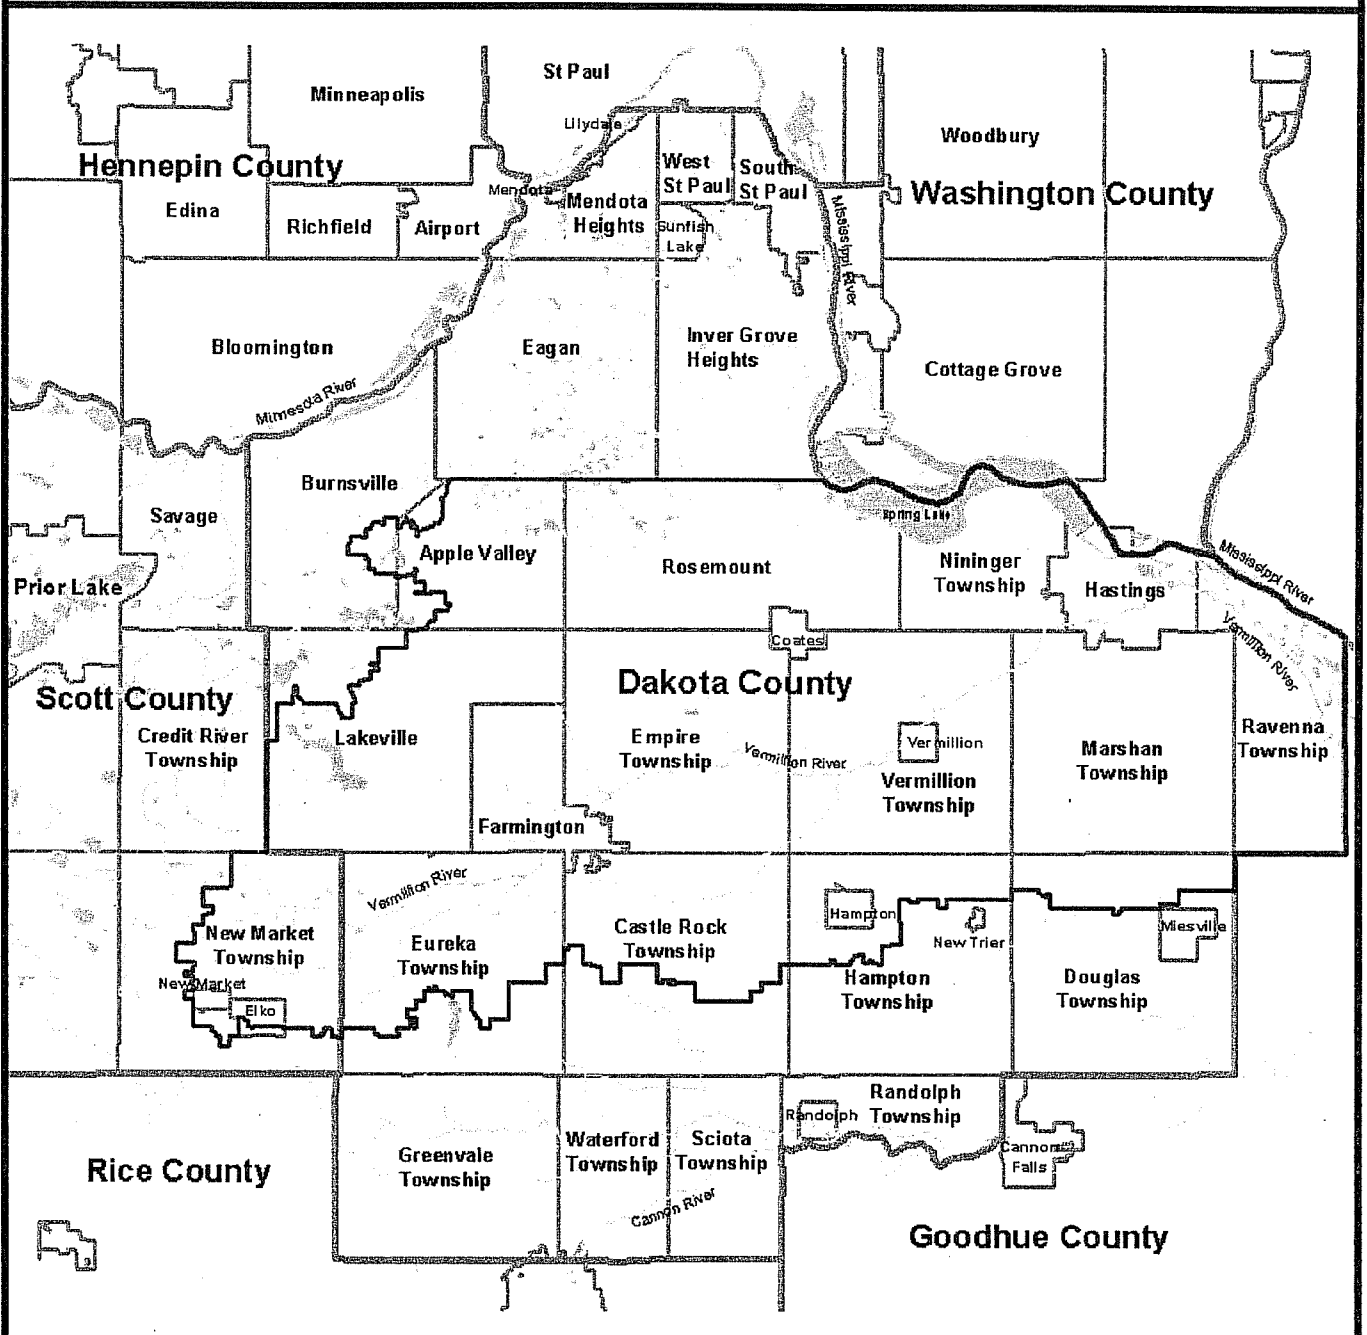 St Paul
Minneapolis
Lilydale
Woodbury
Hennepin County
West
St Paul
South
St Paul
Mendota
Mendota
Heights
Washington County
Edina
Richfield
Airport
Sunfish
Lake
Mississippi River
Bloomington
Eagan
Inver Grove
Heights
Cottage Grove
Minnesota River
Burnsville
Savage
Spring Lake
Apple Valley
Rosemount
Nininger
Township
Hastings
Mississippi River
Prior Lake
Coates
Vermillion River
Scott County
Dakota County
Credit River
Township
Lakeville
Empire
Township
Vermillion River
Vermillion
Vermillion
Township
Marshan
Township
Ravenna
Township
Farmington
Vermillion River
New Market
Township
Eureka
Township
Castle Rock
Township
Hampton
New Trier
Miesville
New Market
Elko
Hampton
Township
Douglas
Township
Randolph
Township
Randolph
Rice County
Greenvale
Township
Waterford
Township
Sciota
Township
Cannon River
Cannon
Falls
Goodhue County